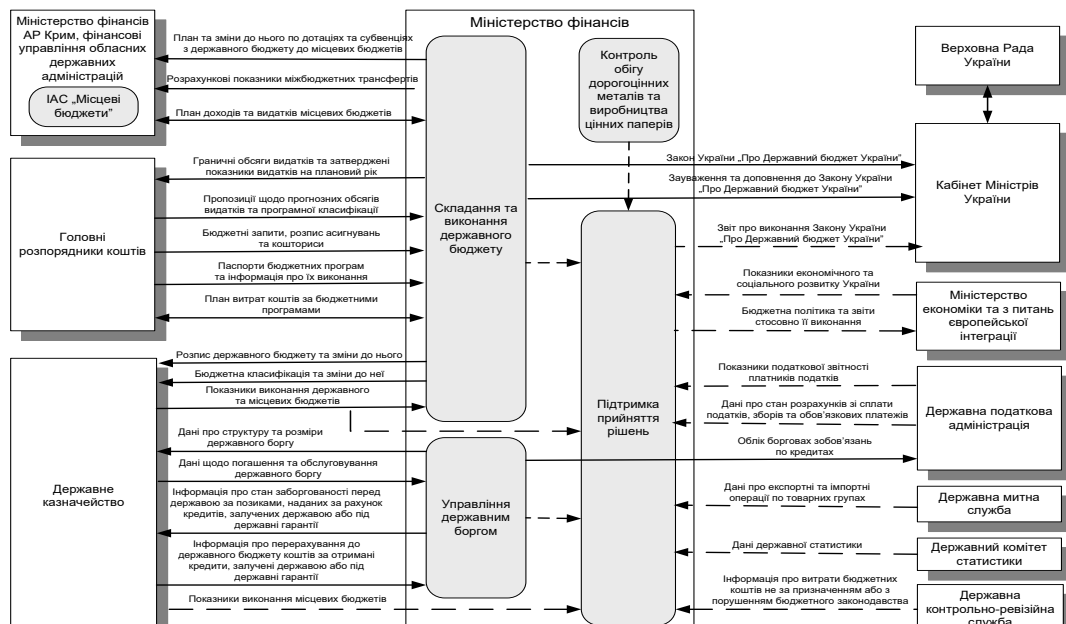 Міністерство фінансів
АР Крим, фінансові
управління обласних
державних
адміністрацій
ІАС „Місцеві
бюджети”
Головні
розпорядники коштів
Державне
казначейство
План та зміни до нього по дотаціях та субвенціях
з державного бюджету до місцевих бюджетів
Розрахункові показники міжбюджетних трансфертів
План доходів та видатків місцевих бюджетів
Граничні обсяги видатків та затверджені
показники видатків на плановий рік
Пропозиції щодо прогнозних обсягів
видатків та програмної класифікації
Бюджетні запити, розпис асигнувань
та кошториси
Паспорти бюджетних програм
та інформація про їх виконання
План витрат коштів за бюджетними
програмами
Розпис державного бюджету та зміни до нього
Бюджетна класифікація та зміни до неї
Показники виконання державного
та місцевих бюджетів
Дані про структуру та розміри
державного боргу
Дані щодо погашення та обслуговування
державного боргу
Інформація про стан заборгованості перед
державою за позиками, наданих за рахунок
кредитів, залучених державою або під
державні гарантії
Інформація про перерахування до
державного бюджету коштів за отримані
кредити, залучені державою або під
державні гарантії
Показники виконання місцевих бюджетів
Міністерство фінансів
Складання та
виконання
державного
бюджету
Контроль
обігу
дорогоцінних
металів та
виробництва
цінних паперів
Підтримка
прийняття
рішень
Управління
державним
боргом
Закон України „Про Державний бюджет України”
Зауваження та доповнення до Закону України
„Про Державний бюджет України”
Звіт про виконання Закону України
„Про Державний бюджет України”
Показники економічного та
соціального розвитку України
Бюджетна політика та звіти
стосовно її виконання
Показники податкової звітності
платників податків
Дані про стан розрахунків зі сплати
податків, зборів та обов’язкових платежів
Облік боргових зобов’язань
по кредитах
Дані про експортні та імпортні
операції по товарних групах
Дані державної статистики
Інформація про витрати бюджетних
коштів не за призначенням або з
порушенням бюджетного законодавства
Верховна Рада
України
Кабінет Міністрів
України
Міністерство
економіки та з питань
європейської
інтеграції
Державна податкова
адміністрація
Державна митна
служба
Державний комітет
статистики
Державна
контрольно-ревізійна
служба